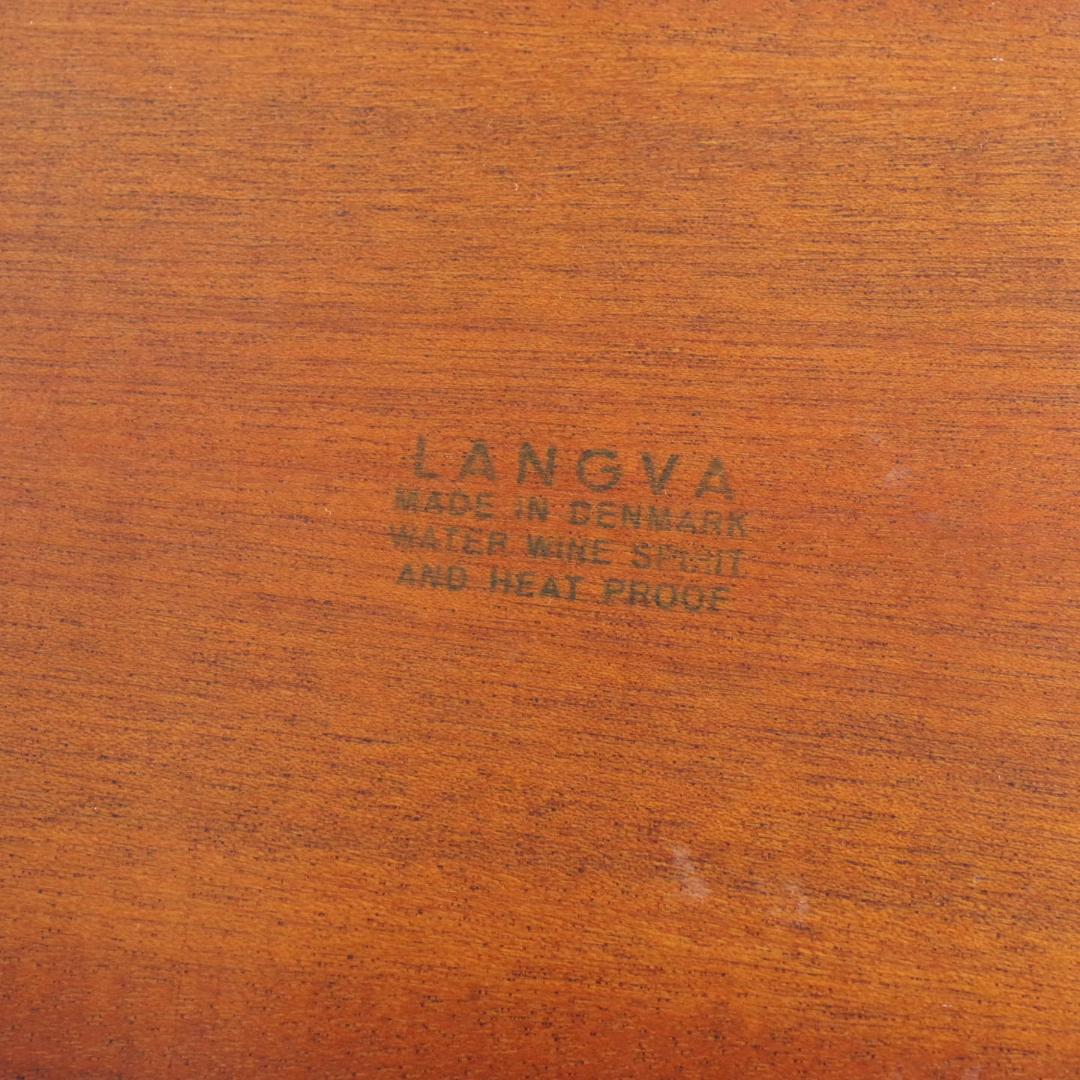 LANGVA
MADE IN DENMARK
WATER WINE SPIRIT
AND HEAT PROOF